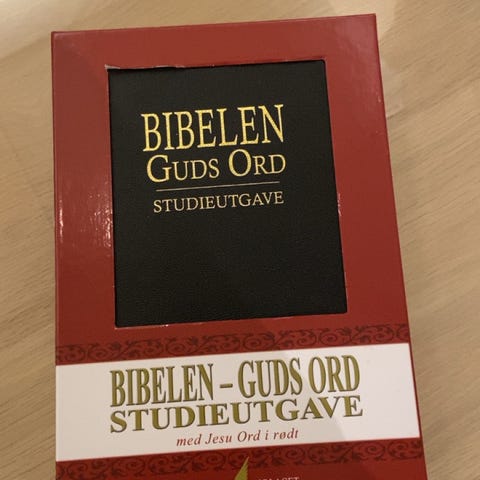 BIBELEN
GUDS ORD
STUDIEUTGAVE
BIBELEN – GUDS ORD
STUDIEUTGAVE
med Jesu Ord i rødt